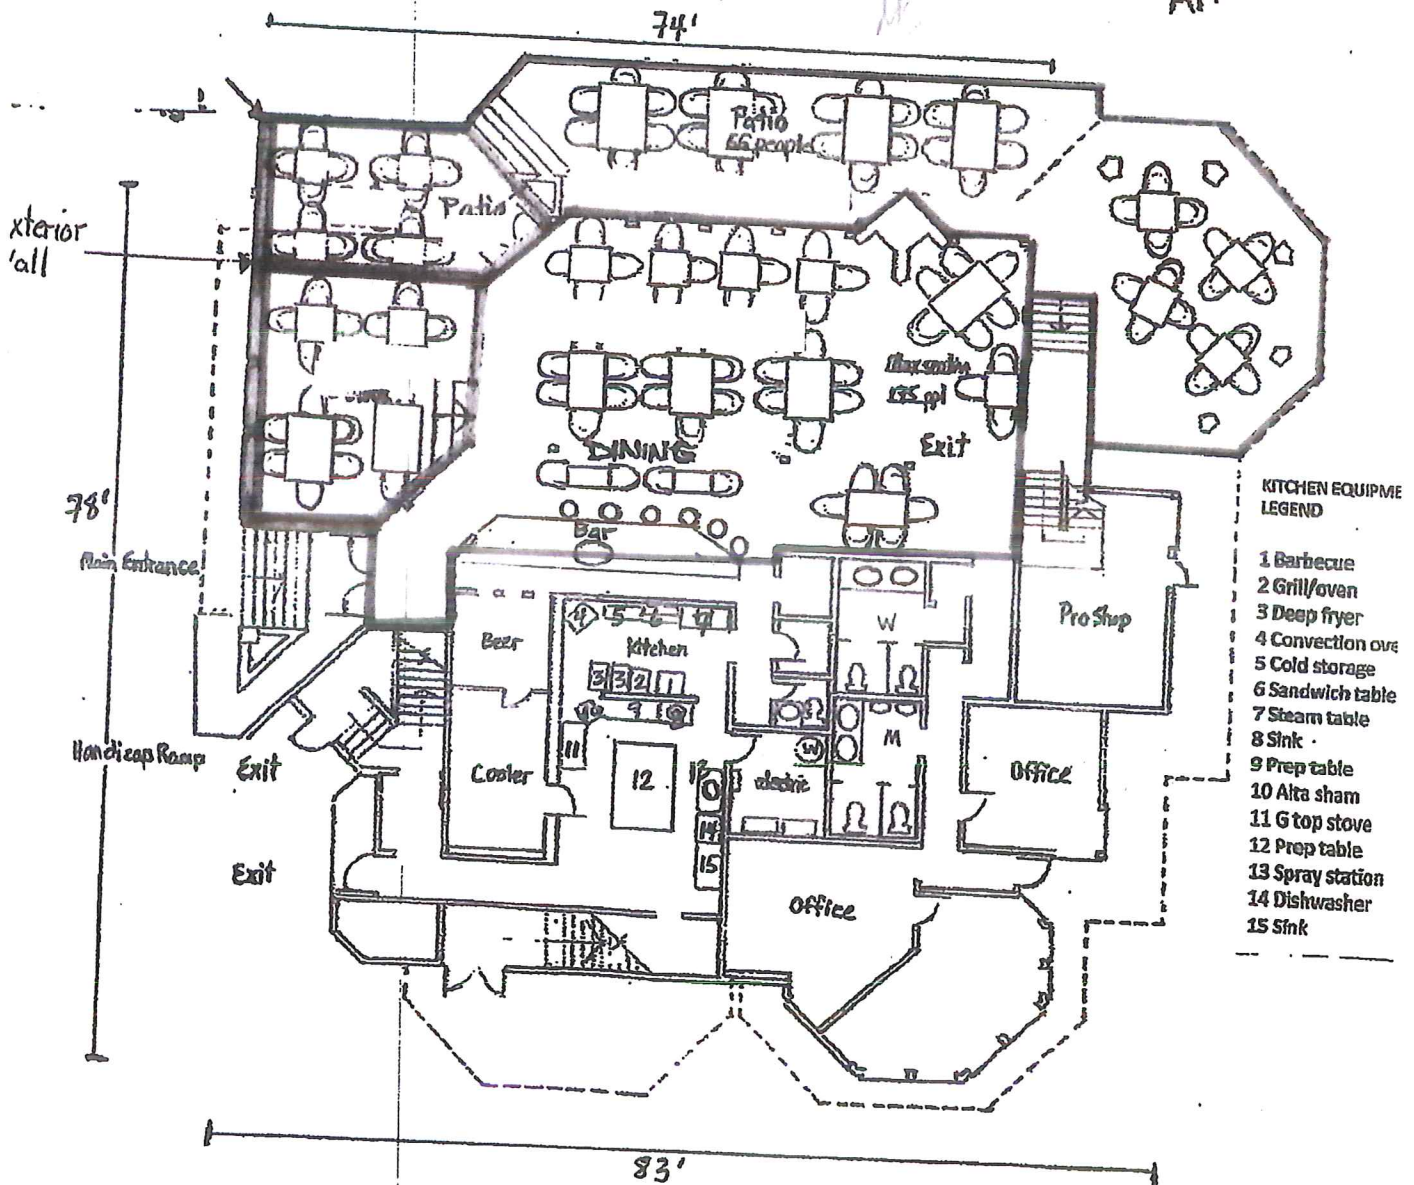 74'
Patio
66 people
Patio
xterior
'all
Max seatin
175 ppl
DINING
Exit
78'
Bar
Main Entrance
KITCHEN EQUIPME
LEGEND
1 Barbecue
2 Grill/oven
3 Deep fryer
4 Convection ove
5 Cold storage
6 Sandwich table
7 Steam table
8 Sink
9 Prep table
10 Alta sham
11 G top stove
12 Prep table
13 Spray station
14 Dishwasher
15 Sink
4 5 6 7
Beer
Kitchen
W
Pro Shop
3 3 2 1
9
M
Handicap Ramp
Exit
11
Cooler
12
13
W
electric
Office
14
15
Exit
Office
83'